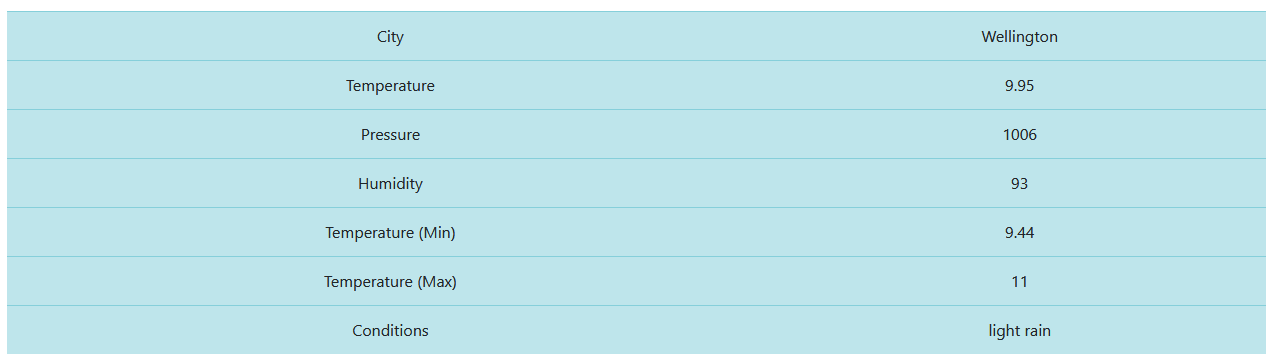 City Wellington
Temperature 9.95
Pressure 1006
Humidity 93
Temperature (Min) 9.44
Temperature (Max) 11
Conditions light rain